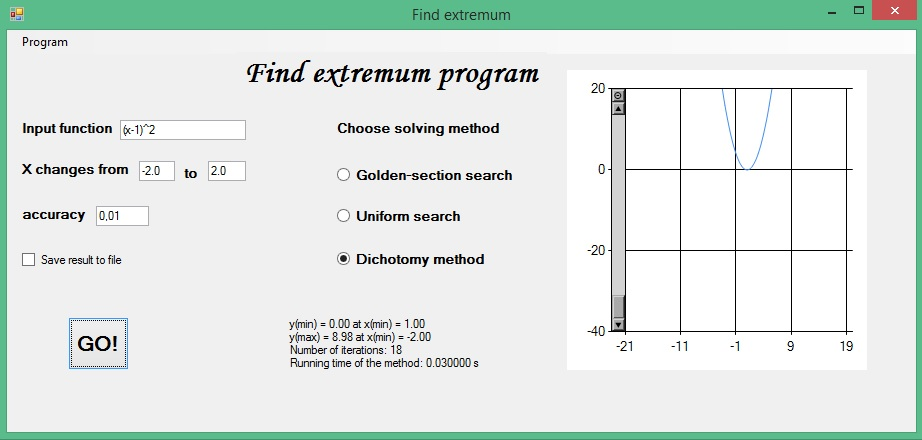 Find extremum
Program
Find extremum program
Input function (x-1)^2
X changes from -2.0 to 2.0
accuracy 0,01
Save result to file
GO!
Choose solving method
Golden-section search
Uniform search
Dichotomy method
y(min) = 0.00 at x(min) = 1.00
y(max) = 8.98 at x(min) = -2.00
Number of iterations: 18
Running time of the method: 0.030000 s
20
0
-20
-40
-21 -11 -1 9 19